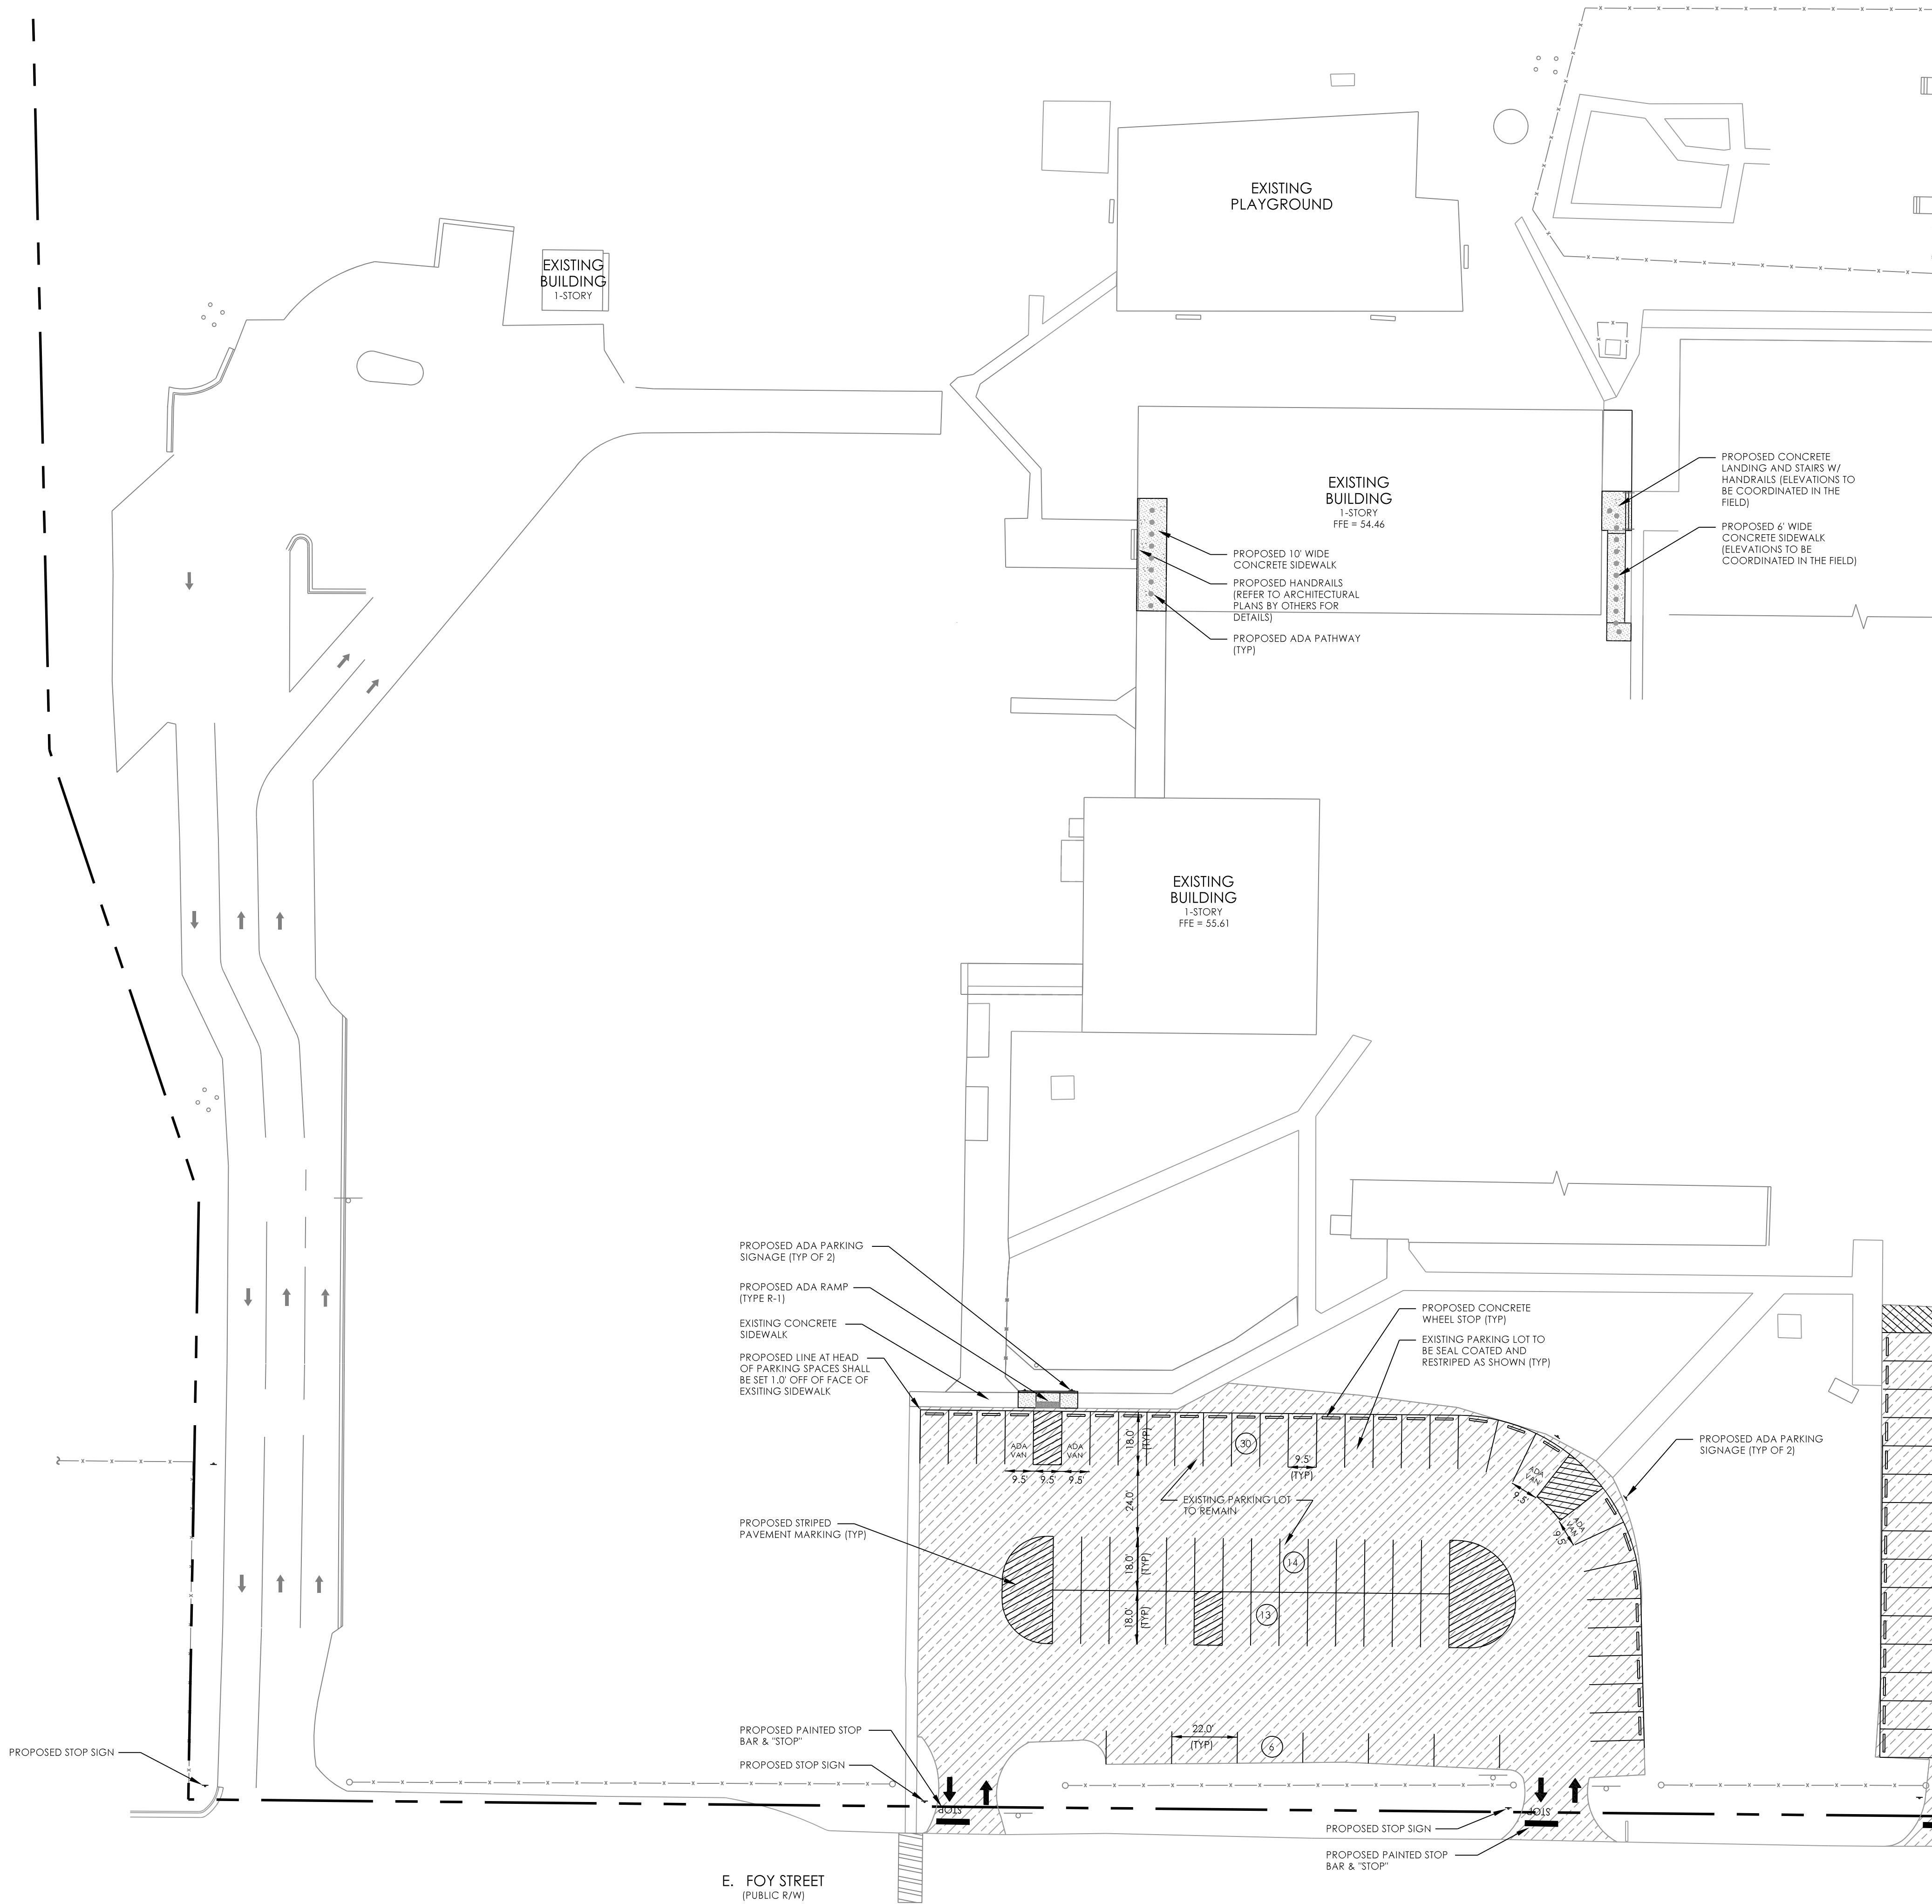 EXISTING
PLAYGROUND
EXISTING
BUILDING
1-STORY
EXISTING
BUILDING
1-STORY
FFE = 54.46
PROPOSED CONCRETE
LANDING AND STAIRS W/
HANDRAILS (ELEVATIONS TO
BE COORDINATED IN THE
FIELD)
PROPOSED 6' WIDE
CONCRETE SIDEWALK
(ELEVATIONS TO BE
COORDINATED IN THE FIELD)
PROPOSED 10' WIDE
CONCRETE SIDEWALK
PROPOSED HANDRAILS
(REFER TO ARCHITECTURAL
PLANS BY OTHERS FOR
DETAILS)
PROPOSED ADA PATHWAY
(TYP)
EXISTING
BUILDING
1-STORY
FFE = 55.61
PROPOSED ADA PARKING
SIGNAGE (TYP OF 2)
PROPOSED ADA RAMP
(TYPE R-1)
EXISTING CONCRETE
SIDEWALK
PROPOSED LINE AT HEAD
OF PARKING SPACES SHALL
BE SET 1.0' OFF OF FACE OF
EXSITING SIDEWALK
PROPOSED CONCRETE
WHEEL STOP (TYP)
EXISTING PARKING LOT TO
BE SEAL COATED AND
RESTRIPED AS SHOWN (TYP)
PROPOSED ADA PARKING
SIGNAGE (TYP OF 2)
ADA
VAN
ADA
VAN
9.5'
9.5'
9.5'
18.0'
(TYP)
30
9.5'
(TYP)
ADA
VAN
9.5'
ADA
VAN
9.5'
24.0'
EXISTING PARKING LOT
TO REMAIN
PROPOSED STRIPED
PAVEMENT MARKING (TYP)
18.0'
(TYP)
14
18.0'
(TYP)
13
22.0'
(TYP)
6
PROPOSED STOP SIGN
PROPOSED PAINTED STOP
BAR & "STOP"
PROPOSED STOP SIGN
STOP
STOP
PROPOSED STOP SIGN
PROPOSED PAINTED STOP
BAR & "STOP"
E. FOY STREET
(PUBLIC R/W)